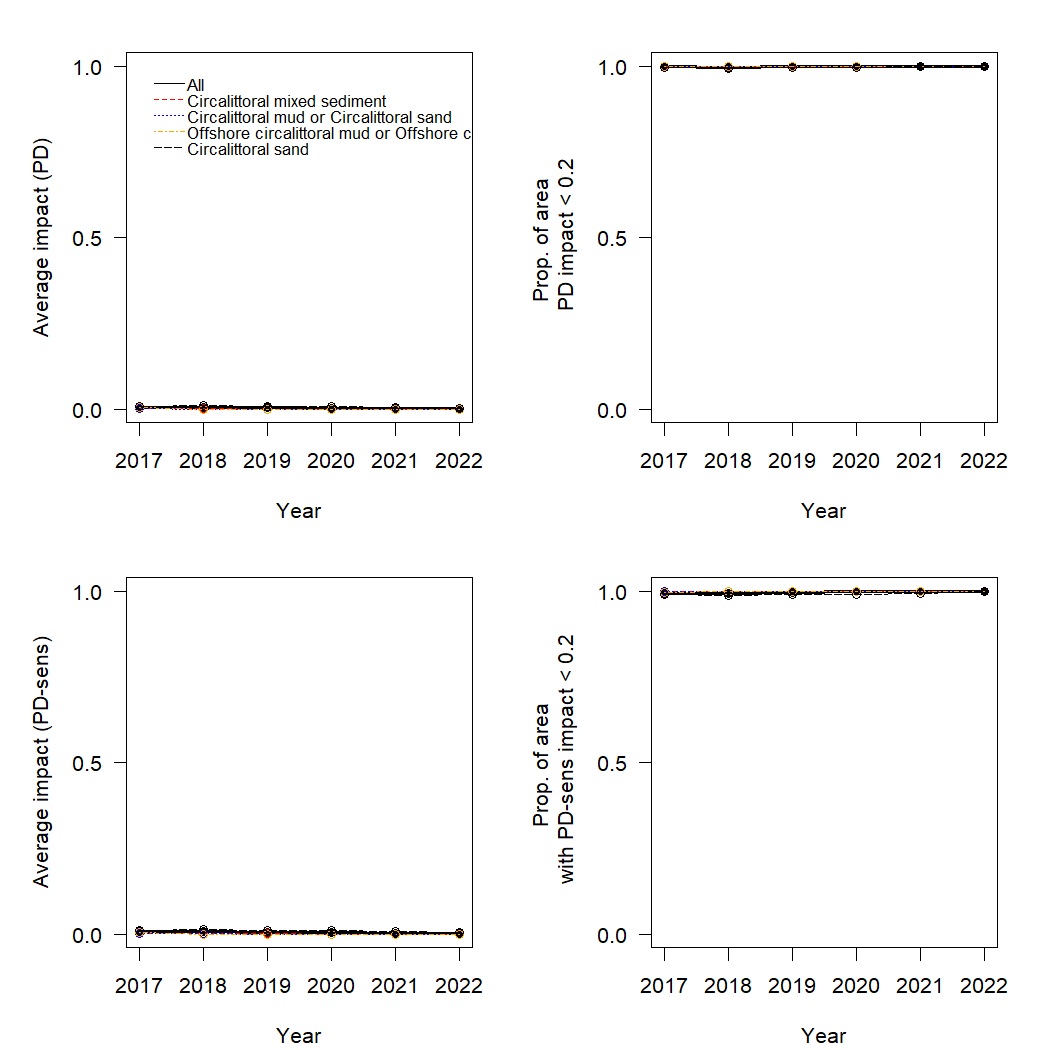 1.0
0.5
0.0
Average impact (PD)
All
Circalittoral mixed sediment
Circalittoral mud or Circalittoral sand
Offshore circalittoral mud or Offshore c
Circalittoral sand
2017 2018 2019 2020 2021 2022
Year
1.0
0.5
0.0
Prop. of area
PD impact < 0.2
2017 2018 2019 2020 2021 2022
Year
1.0
0.5
0.0
Average impact (PD-sens)
2017 2018 2019 2020 2021 2022
Year
1.0
0.5
0.0
Prop. of area
with PD-sens impact < 0.2
2017 2018 2019 2020 2021 2022
Year